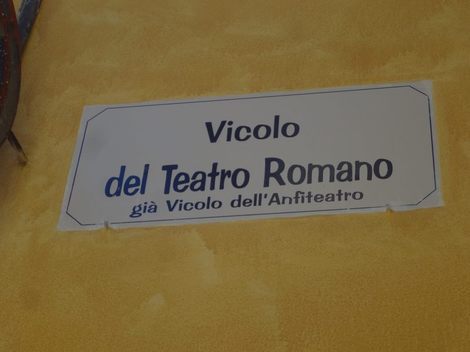 Vicolo
del Teatro Romano
già Vicolo dell'Anfiteatro